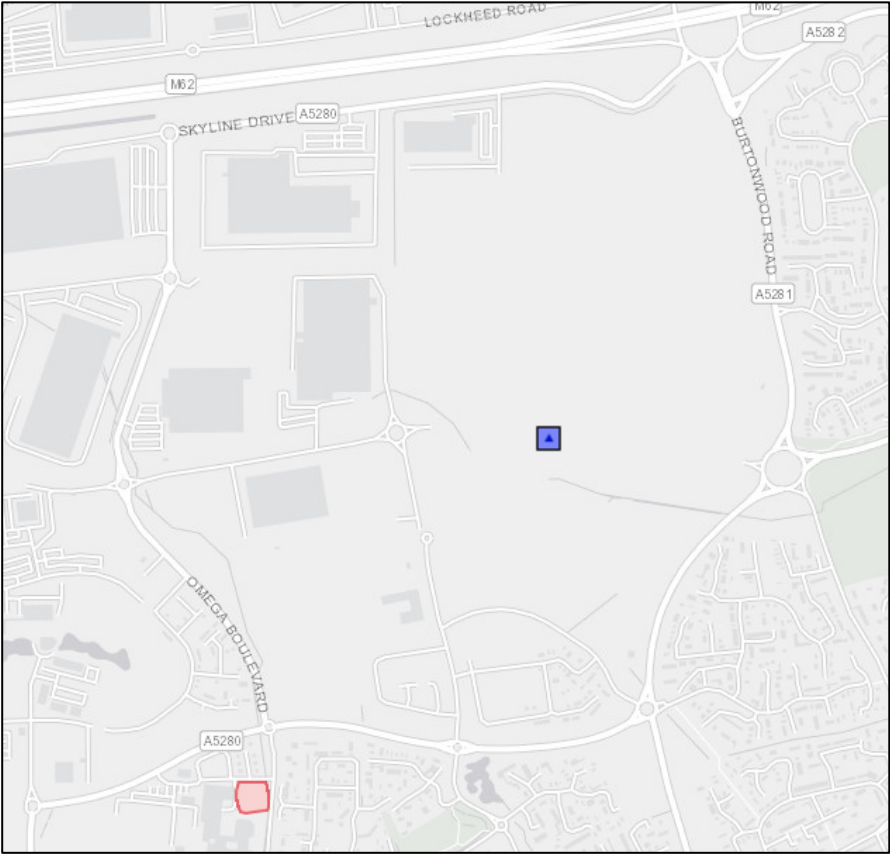 LOCKHEED ROAD
M62
A5282
M62
SKYLINE DRIVE
A5280
BURTONWOOD ROAD
A5281
OMEGA BOULEVARD
A5280